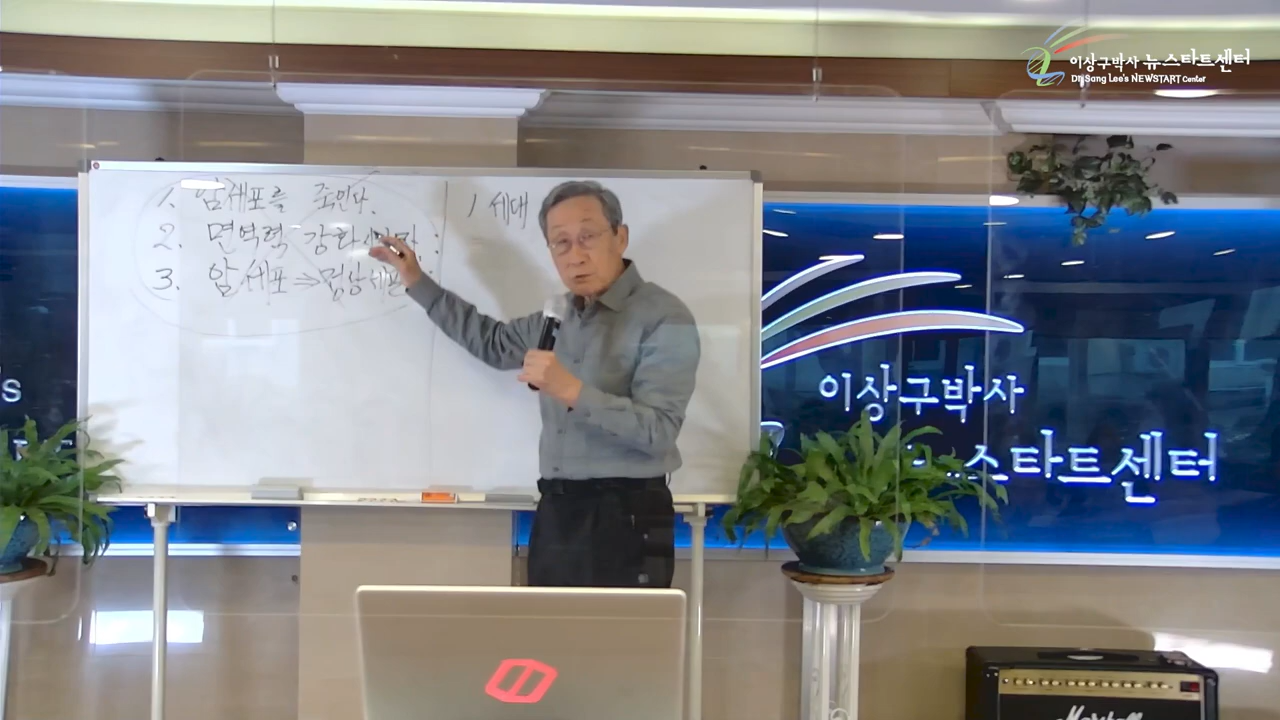 이상구박사 뉴스타트센터
Dr. Sang Lee's NEWSTART Center
1. 암세포를 죽인다.
2. 면역력 강화
3. 암세포 ⇒ 정상세포
1 세대
이상구박사
스타트센터
's
Marshall